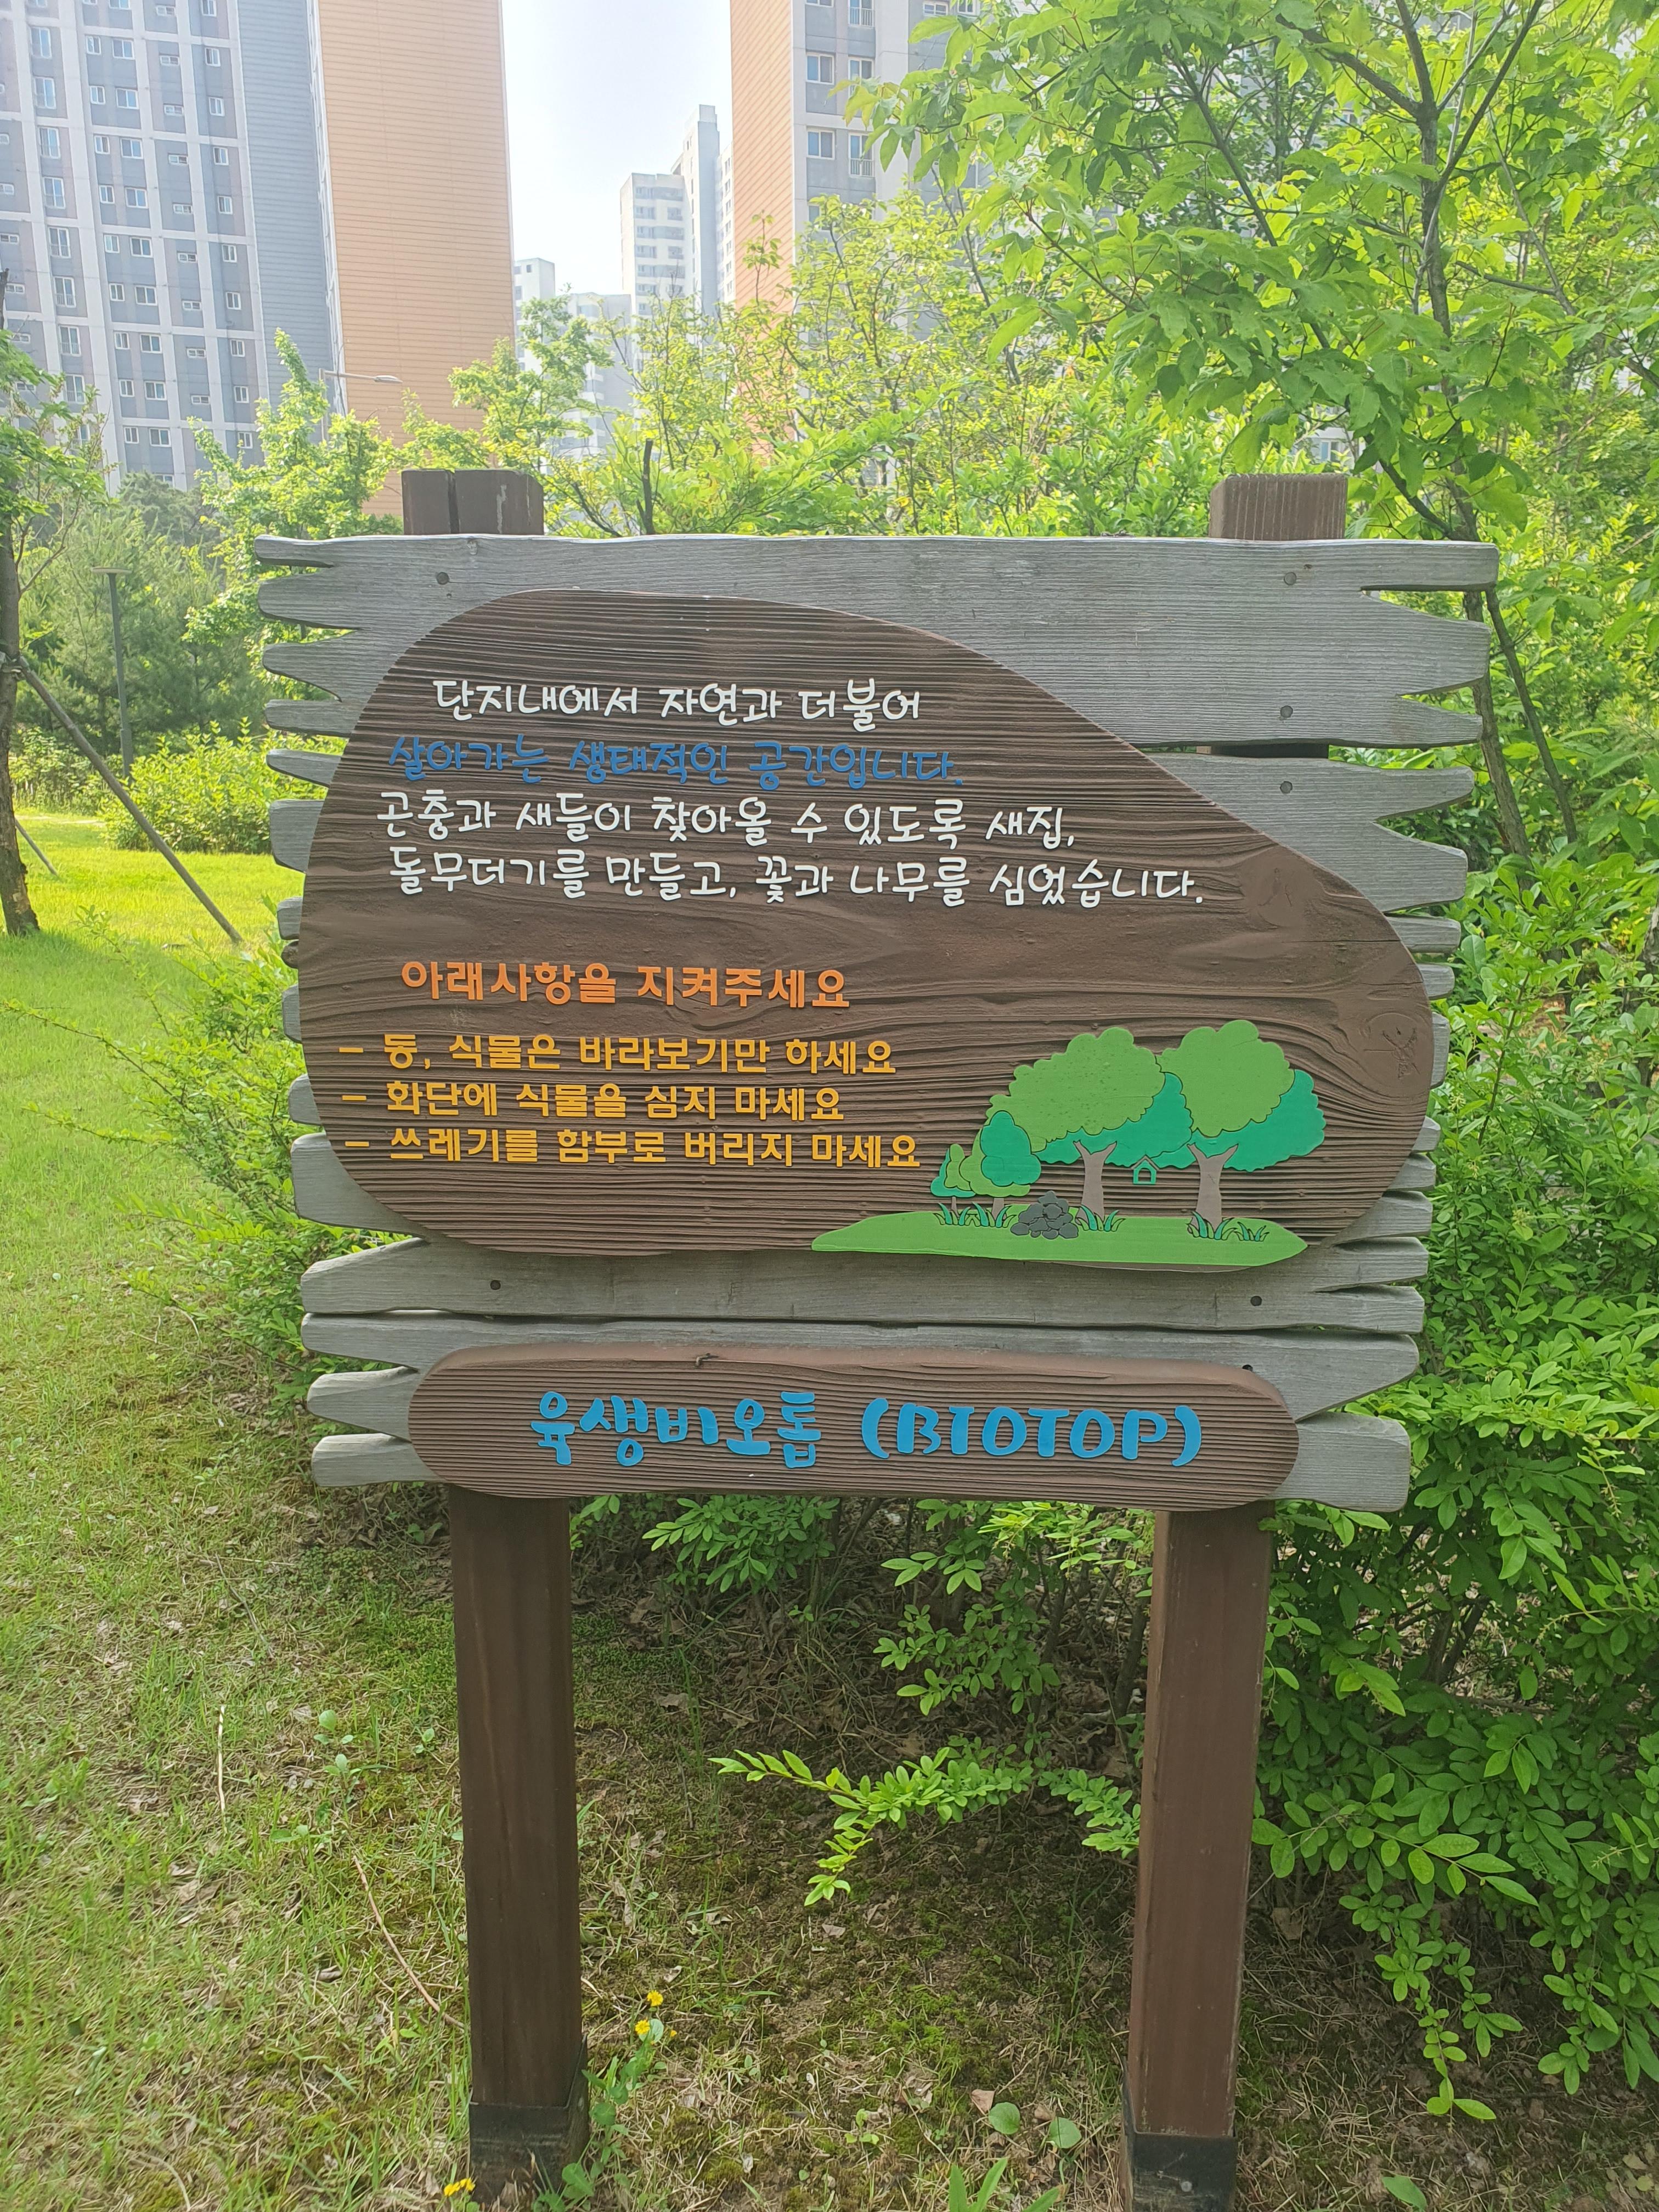 단지내에서 자연과 더불어
살아가는 생태적인 공간입니다.
곤충과 새들이 찾아올 수 있도록 새집,
돌무더기를 만들고, 꽃과 나무를 심었습니다.
아래사항을 지켜주세요
- 동, 식물은 바라보기만 하세요
- 화단에 식물을 심지 마세요
- 쓰레기를 함부로 버리지 마세요
육생비오톱 (BIOTOP)